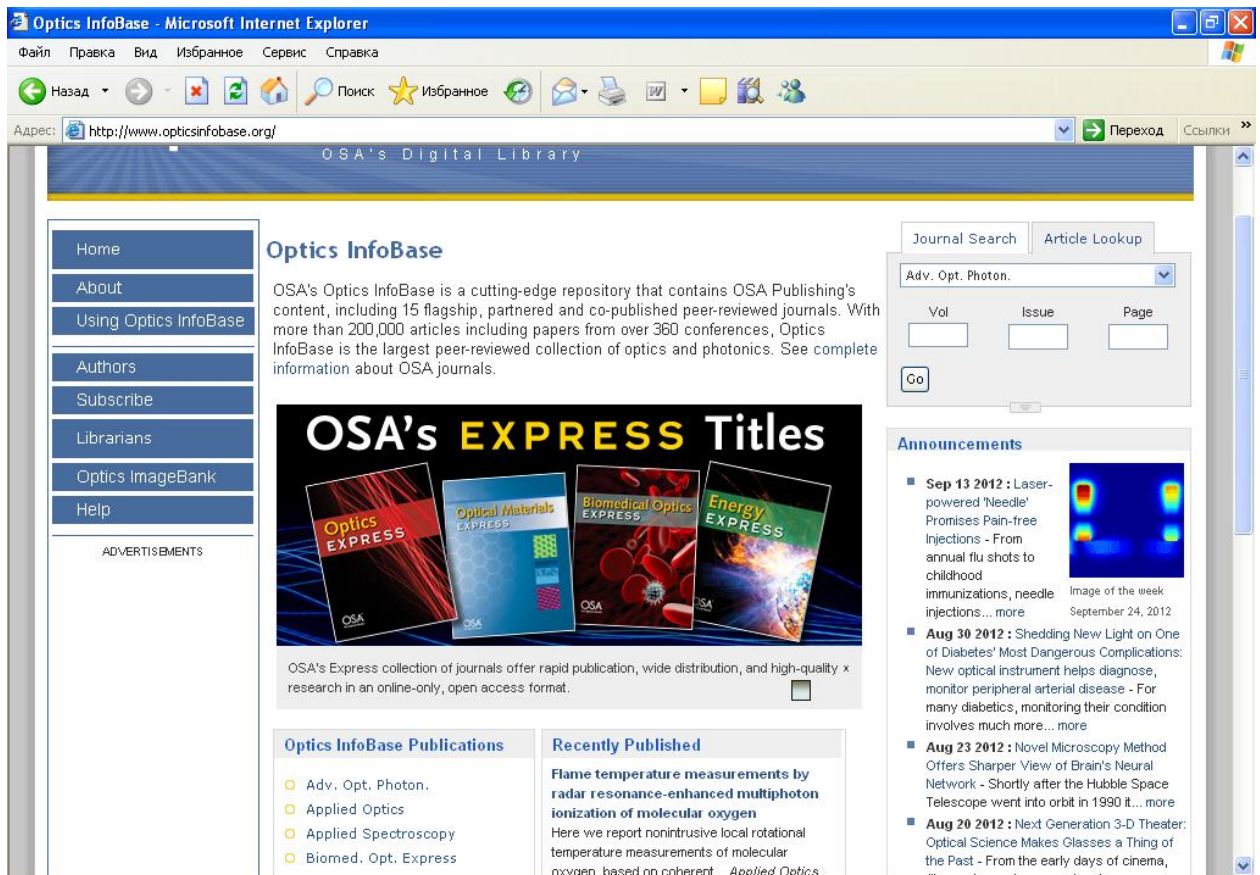 Optics InfoBase - Microsoft Internet Explorer
Файл Правка Вид Избранное Сервис Справка
Назад Поиск Избранное
Адрес: http://www.opticsinfobase.org/ Переход Ссылки »
OSA's Digital Library
Home
About
Using Optics InfoBase
Authors
Subscribe
Librarians
Optics ImageBank
Help
ADVERTISEMENTS
Optics InfoBase
OSA's Optics InfoBase is a cutting-edge repository that contains OSA Publishing's
content, including 15 flagship, partnered and co-published peer-reviewed journals. With
more than 200,000 articles including papers from over 360 conferences, Optics
InfoBase is the largest peer-reviewed collection of optics and photonics. See complete
information about OSA journals.
OSA's EXPRESS Titles
Optics
EXPRESS
OSA
Optical Materials
EXPRESS
OSA
Biomedical Optics
EXPRESS
OSA
Energy
EXPRESS
OSA
OSA's Express collection of journals offer rapid publication, wide distribution, and high-quality x
research in an online-only, open access format.
Optics InfoBase Publications
Adv. Opt. Photon.
Applied Optics
Applied Spectroscopy
Biomed. Opt. Express
Recently Published
Flame temperature measurements by
radar resonance-enhanced multiphoton
ionization of molecular oxygen
Here we report nonintrusive local rotational
temperature measurements of molecular
oxygen, based on coherent... Applied Optics
Journal Search Article Lookup
Adv. Opt. Photon.
Vol Issue Page
Go
Announcements
Sep 13 2012 : Laser-
powered 'Needle'
Promises Pain-free
Injections - From
annual flu shots to
childhood
immunizations, needle
injections... more
Image of the week
September 24, 2012
Aug 30 2012 : Shedding New Light on One
of Diabetes' Most Dangerous Complications:
New optical instrument helps diagnose,
monitor peripheral arterial disease - For
many diabetics, monitoring their condition
involves much more... more
Aug 23 2012 : Novel Microscopy Method
Offers Sharper View of Brain's Neural
Network - Shortly after the Hubble Space
Telescope went into orbit in 1990 it... more
Aug 20 2012 : Next Generation 3-D Theater:
Optical Science Makes Glasses a Thing of
the Past - From the early days of cinema,